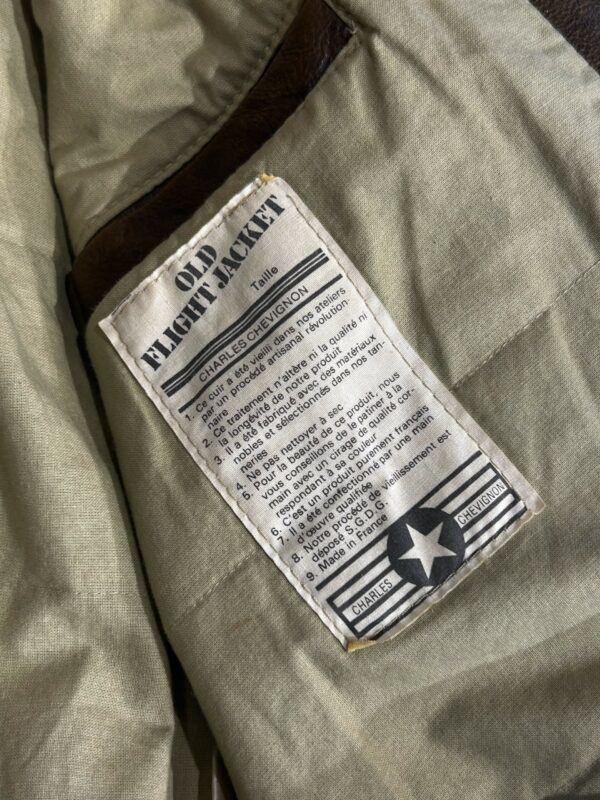 OLD
FLIGHT JACKET
Taille
CHARLES CHEVIGNON
1. Ce cuir a été vieilli dans nos ateliers
par un procédé artisanal révolution-
naire
2. Ce traitement n'altère ni la qualité ni
la longévité de notre produit
3. Il a été fabriqué avec des matériaux
nobles et sélectionnés dans nos tan-
neries
4. Ne pas nettoyer à sec
5. Pour la beauté de ce produit, nous
vous conseillons de le patiner à la
main avec un cirage de qualité cor-
respondant à sa couleur
6. C'est un produit purement français
7. Il a été confectionné par une main
d'œuvre qualifiée
8. Notre procédé de vieillissement est
déposé S.G.D.G.
9. Made in France
CHARLES CHEVIGNON